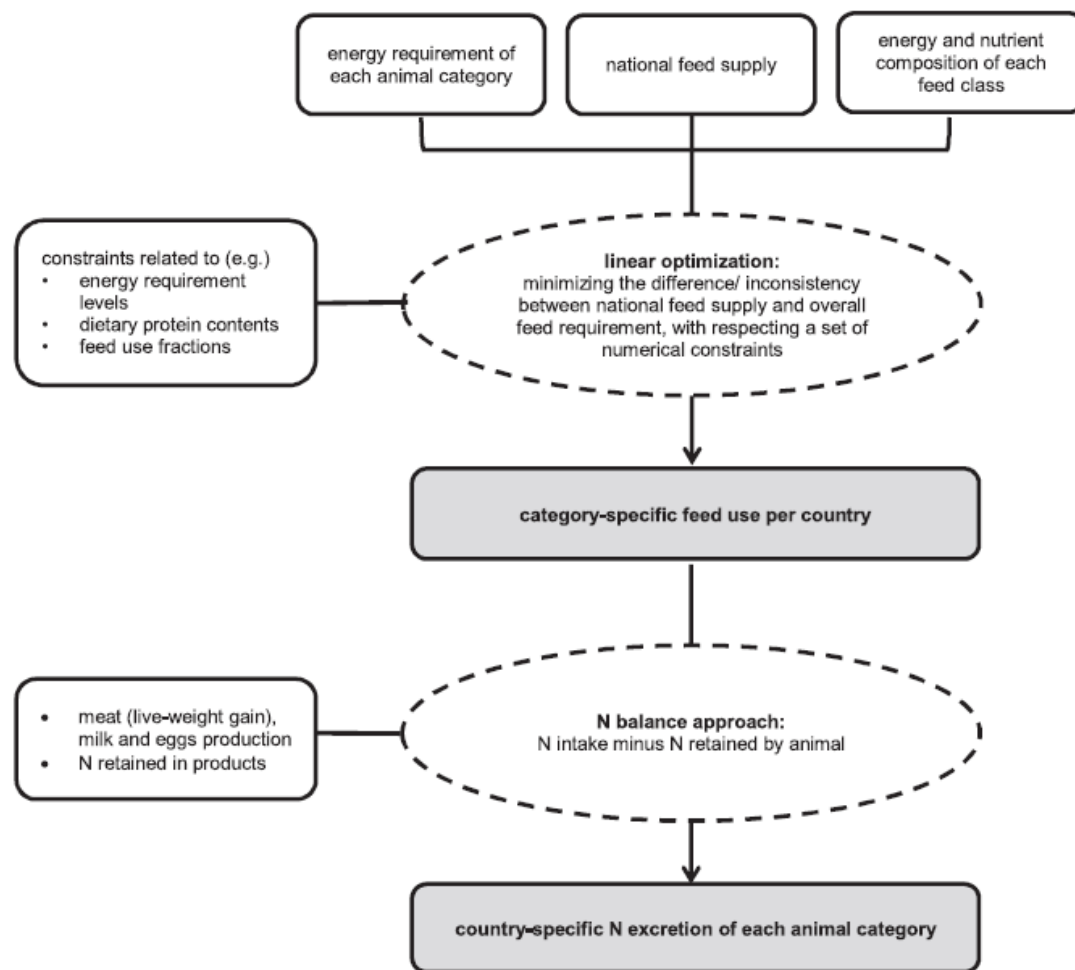 energy requirement of
each animal category
national feed supply
energy and nutrient
composition of each
feed class
constraints related to (e.g.)
• energy requirement
levels
• dietary protein contents
• feed use fractions
linear optimization:
minimizing the difference/ inconsistency
between national feed supply and overall
feed requirement, with respecting a set of
numerical constraints
category-specific feed use per country
• meat (live-weight gain),
milk and eggs production
• N retained in products
N balance approach:
N intake minus N retained by animal
country-specific N excretion of each animal category